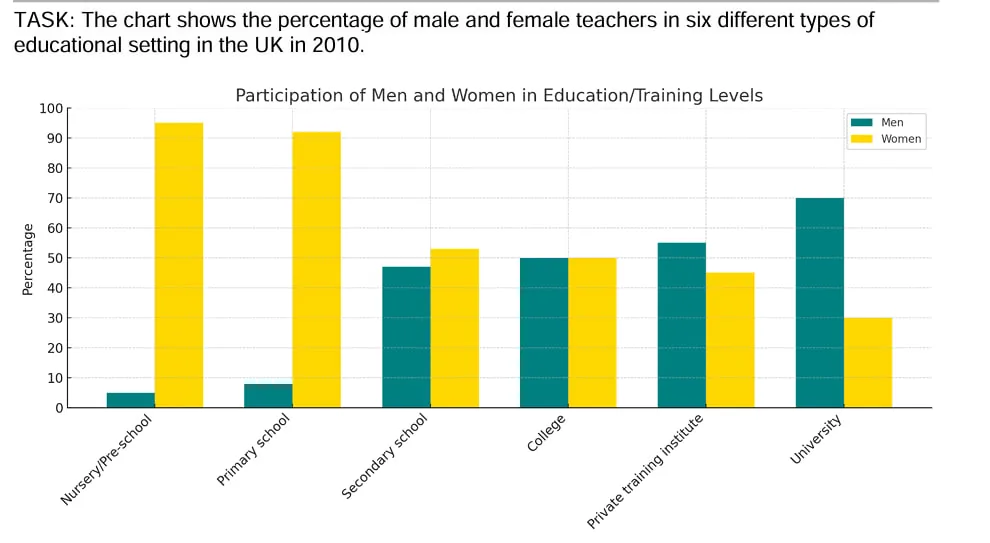 TASK: The chart shows the percentage of male and female teachers in six different types of
educational setting in the UK in 2010.
Participation of Men and Women in Education/Training Levels
Men
Women
100
90
80
70
60
50
40
30
20
10
0
Percentage
Nursery/Pre-school
Primary school
Secondary school
College
Private training institute
University